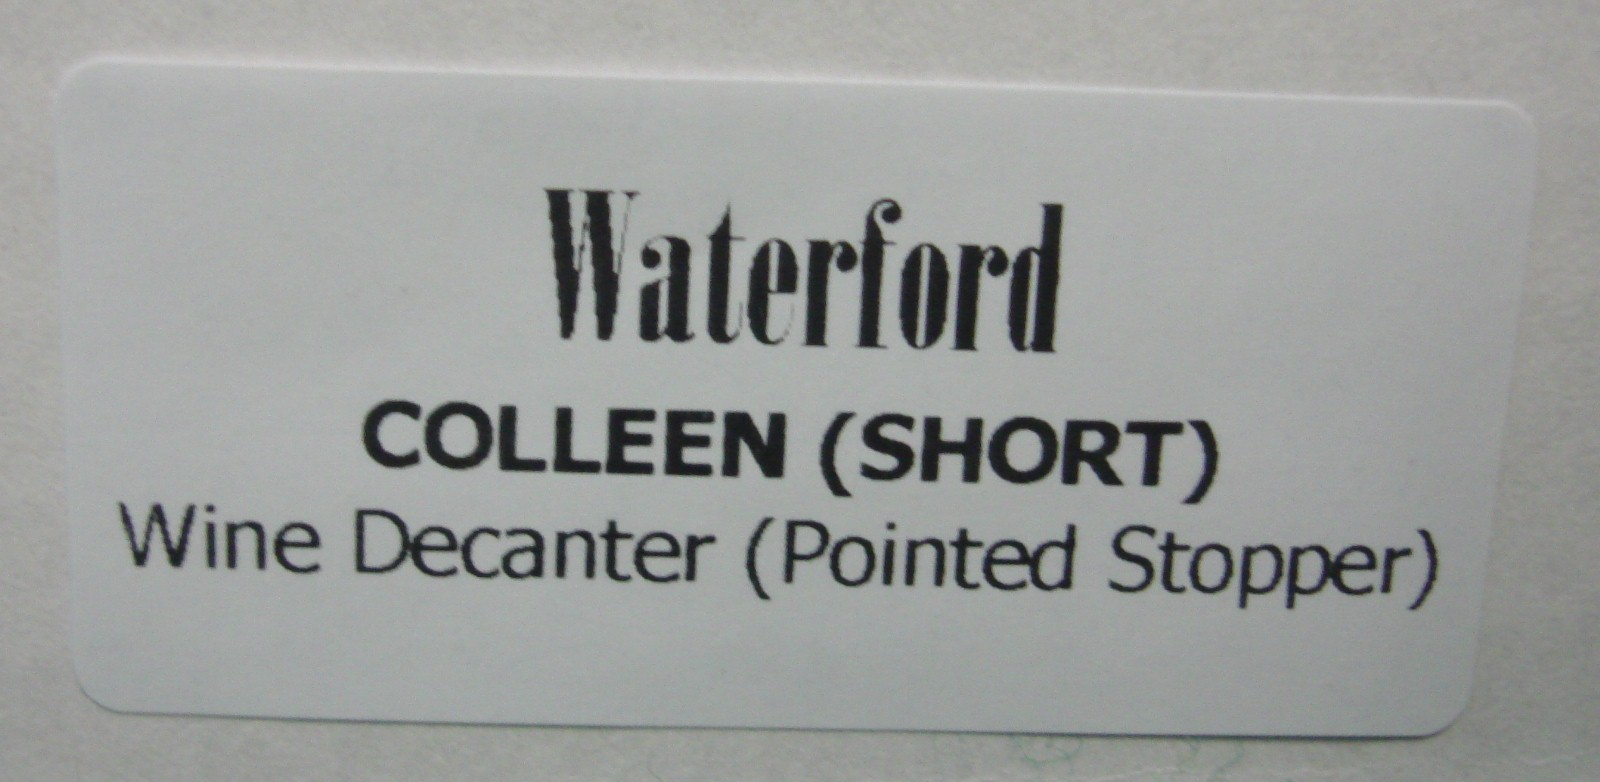 Waterford
COLLEEN (SHORT)
Wine Decanter (Pointed Stopper)